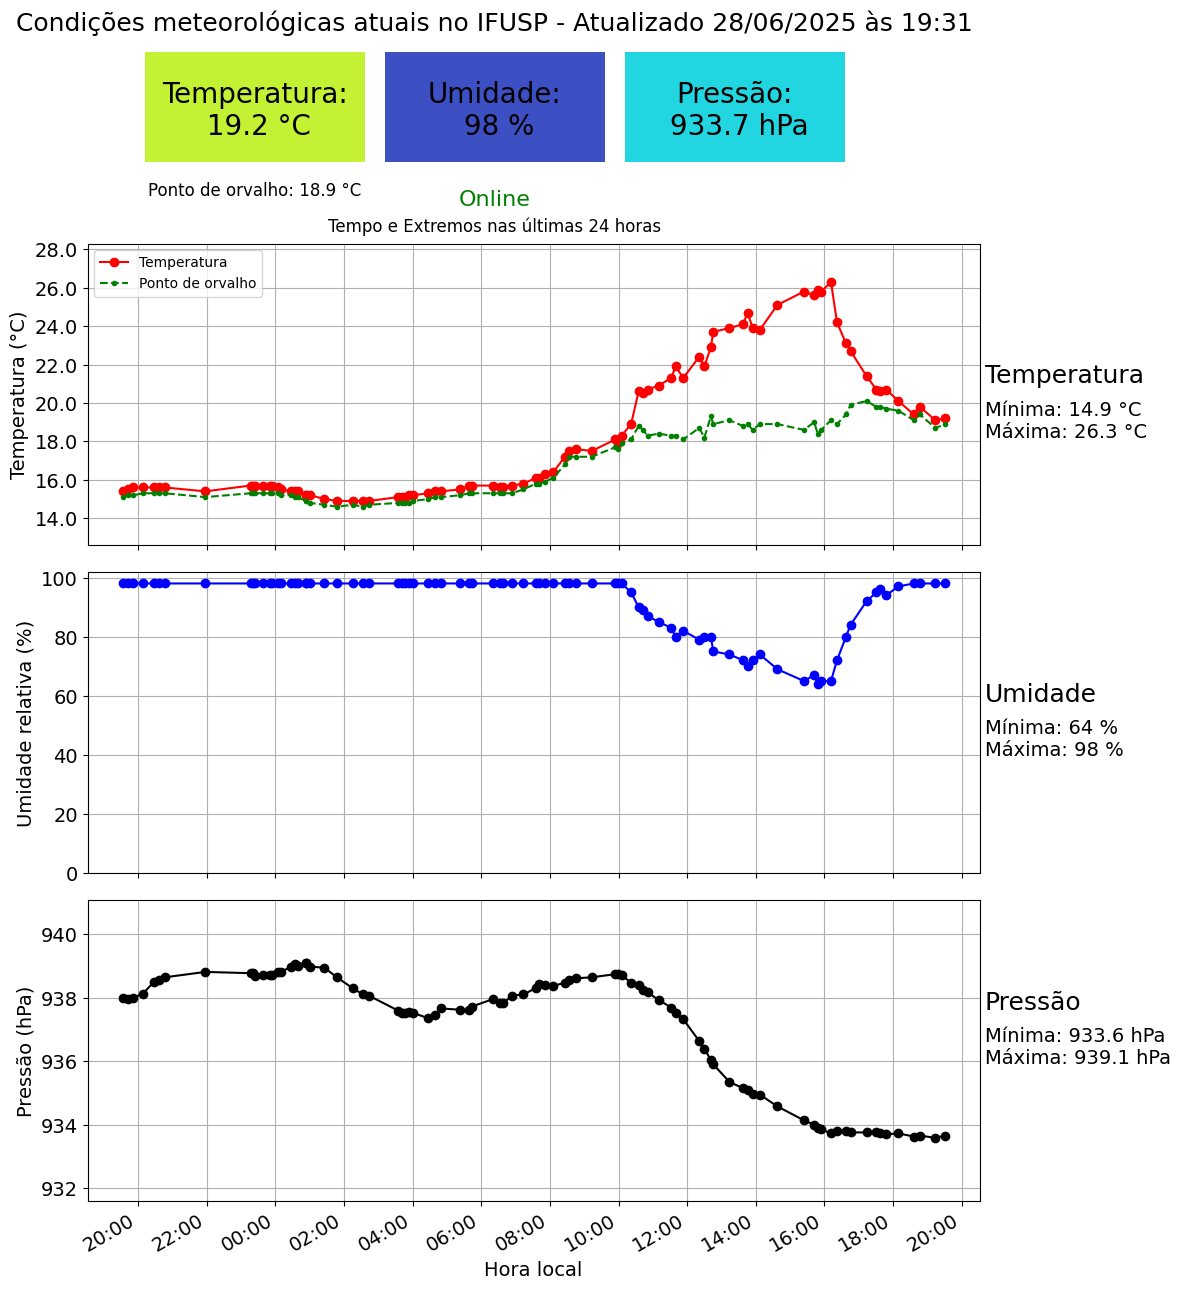 Condições meteorológicas atuais no IFUSP - Atualizado 28/06/2025 às 19:31
Temperatura:
19.2 °C
Umidade:
98 %
Pressão:
933.7 hPa
Ponto de orvalho: 18.9 °C
Online
Tempo e Extremos nas últimas 24 horas
Temperatura (°C)
28.0
26.0
24.0
22.0
20.0
18.0
16.0
14.0
Temperatura
Ponto de orvalho
Temperatura
Mínima: 14.9 °C
Máxima: 26.3 °C
Umidade relativa (%)
100
80
60
40
20
0
Umidade
Mínima: 64 %
Máxima: 98 %
Pressão (hPa)
940
938
936
934
932
Pressão
Mínima: 933.6 hPa
Máxima: 939.1 hPa
20:00 22:00 00:00 02:00 04:00 06:00 08:00 10:00 12:00 14:00 16:00 18:00 20:00
Hora local